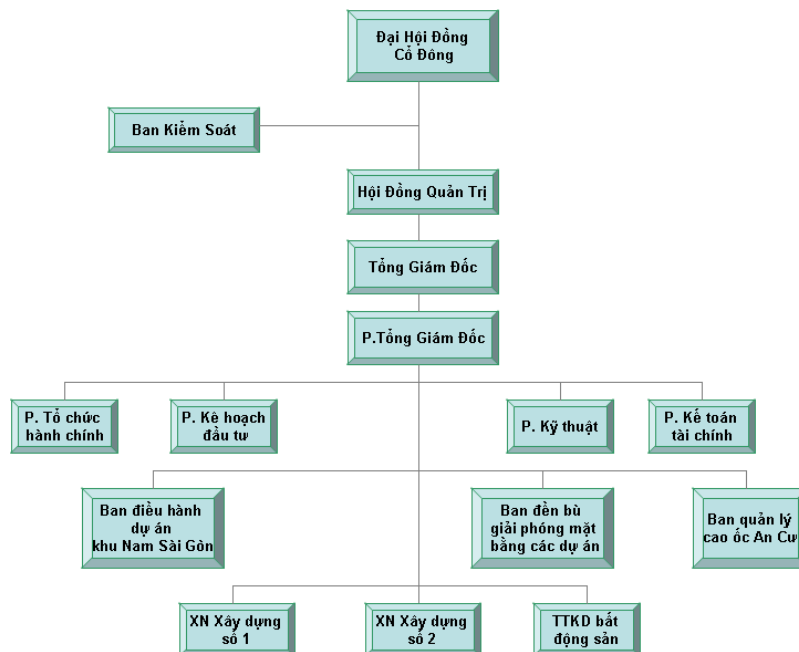 Đại Hội Đồng
Cổ Đông
Ban Kiểm Soát
Hội Đồng Quản Trị
Tổng Giám Đốc
P.Tổng Giám Đốc
P. Tổ chức
hành chính
P. Kê hoạch
đầu tư
P. Kỹ thuật
P. Kế toán
tài chính
Ban điều hành
dự án
khu Nam Sài Gòn
Ban đền bù
giải phóng mặt
bằng các dự án
Ban quản lý
cao ốc An Cư
XN Xây dựng
số 1
XN Xây dựng
số 2
TTKD bất
động sản